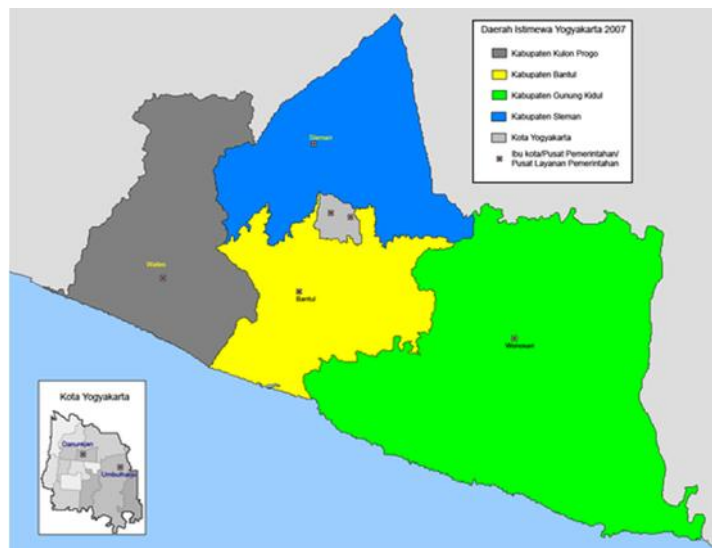 Daerah Istimewa Yogyakarta 2007
Kabupaten Kulon Progo
Kabupaten Bantul
Kabupaten Gunung Kidul
Kabupaten Sleman
Kota Yogyakarta
Ibu kota/Pusat Pemerintahan/
Pusat Layanan Pemerintahan
Sleman
Wates
Bantul
Wonosari
Kota Yogyakarta
Danurejan
Umbulharjo